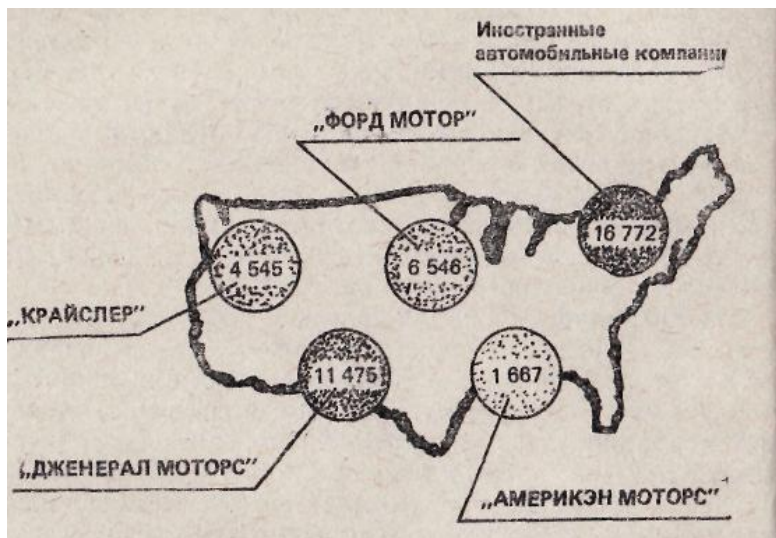 Иностранные
автомобильные компании
„ФОРД МОТОР"
16 772
4 545
6 546
„КРАЙСЛЕР"
11 475
1 667
„ДЖЕНЕРАЛ МОТОРС"
„АМЕРИКЭН МОТОРС"